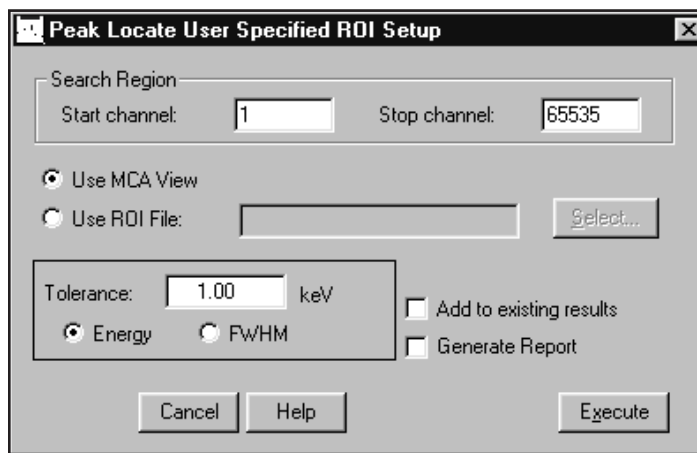 Peak Locate User Specified ROI Setup
Search Region
Start channel: 1 Stop channel: 65535
Use MCA View
Use ROI File: Select...
Tolerance: 1.00 keV
Energy FWHM
Add to existing results
Generate Report
Cancel Help Execute